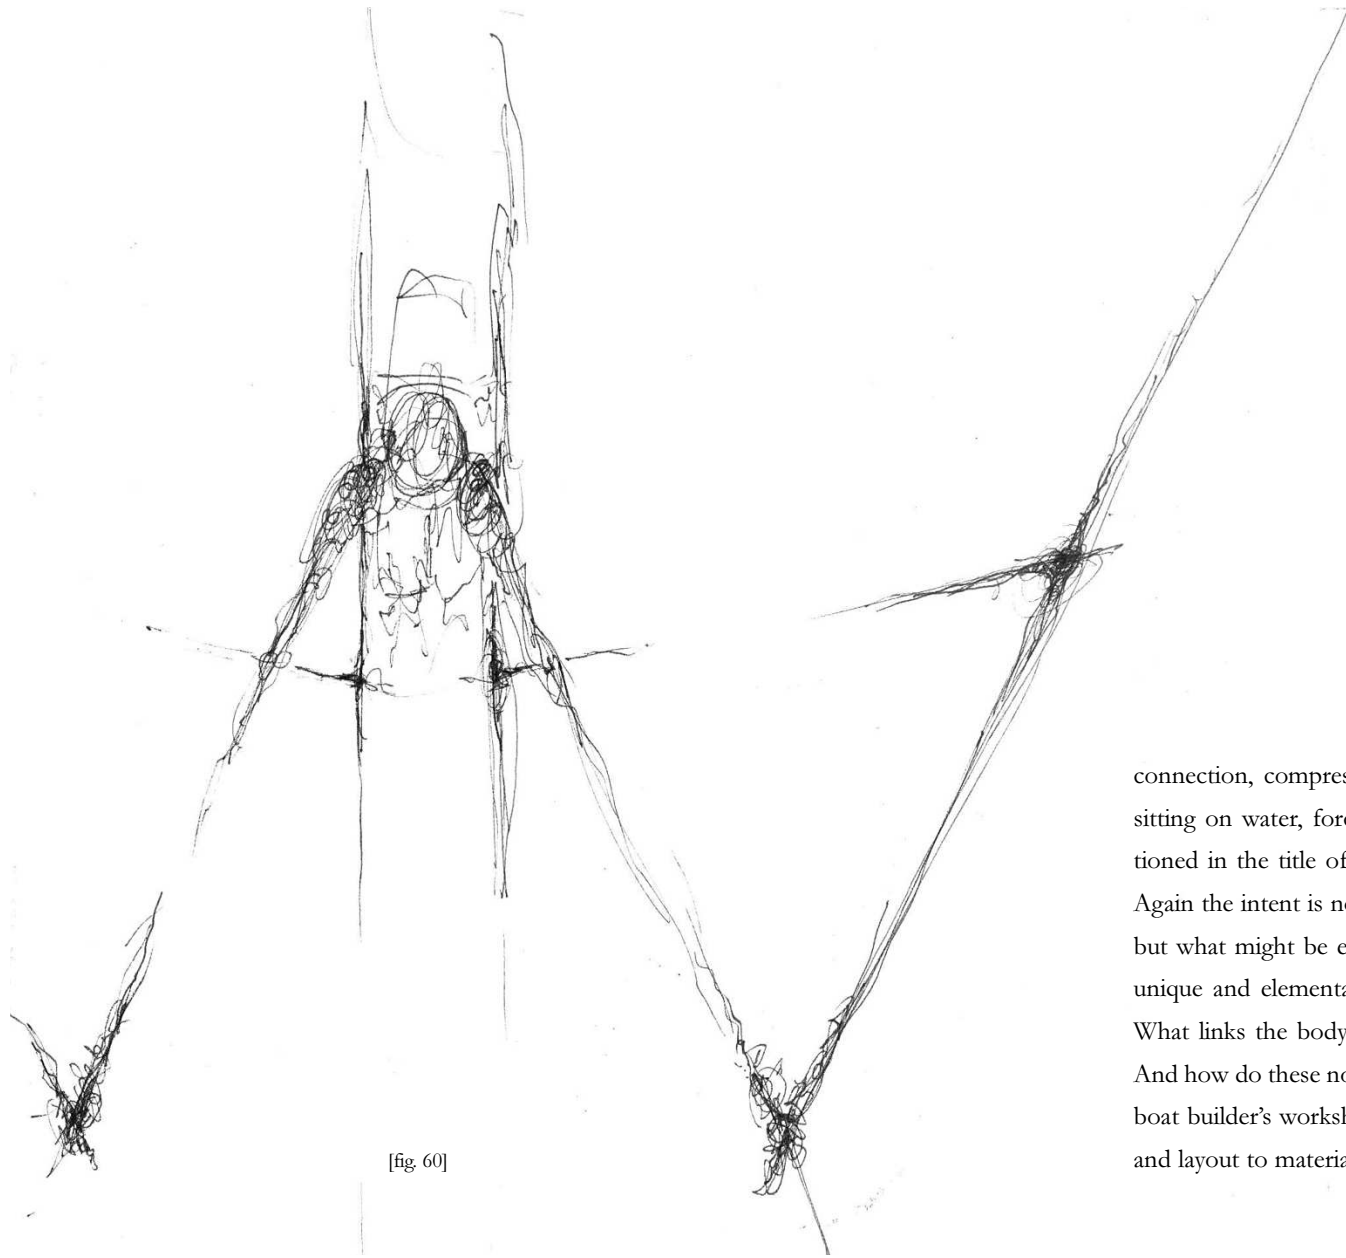 connection, compres
sitting on water, for
tioned in the title of
Again the intent is n
but what might be e
unique and elementa
What links the body
And how do these no
boat builder's worksh
and layout to materia
[fig. 60]